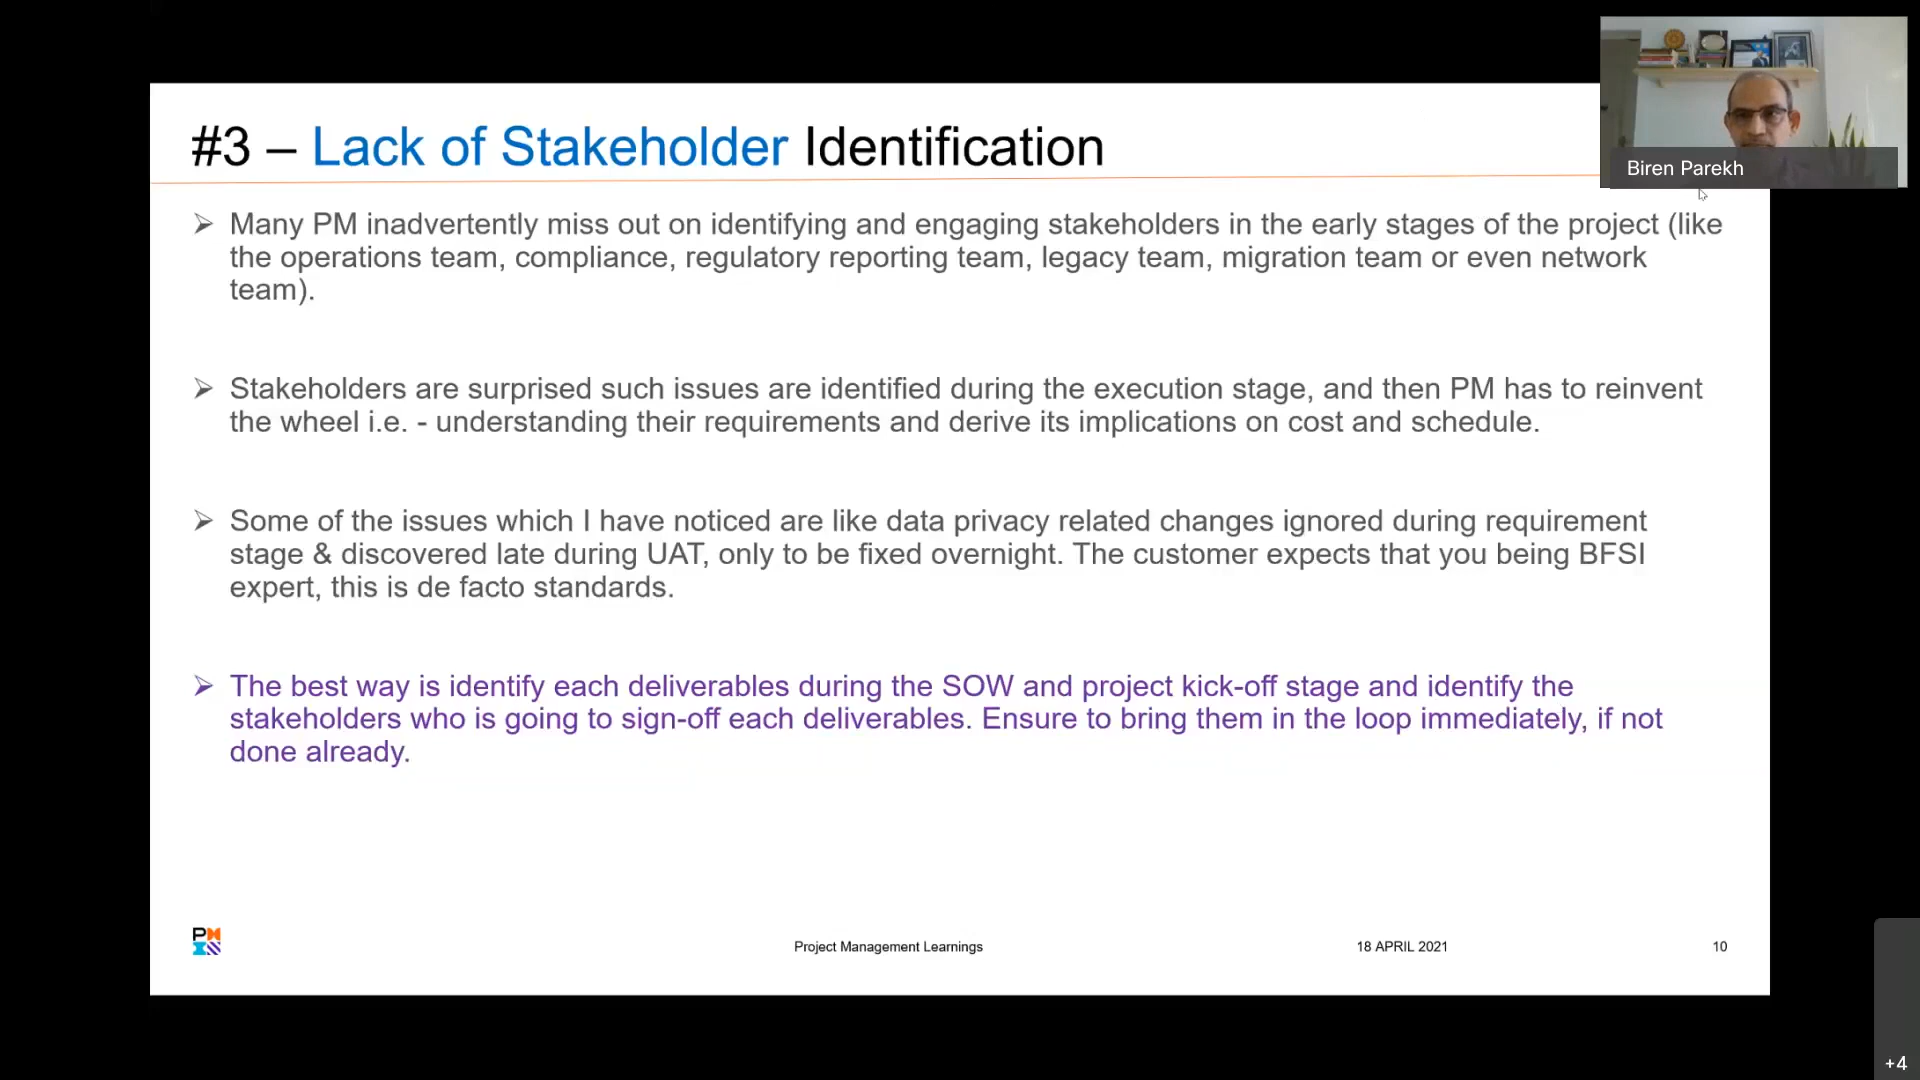 #3 – Lack of Stakeholder Identification
Biren Parekh
➢ Many PM inadvertently miss out on identifying and engaging stakeholders in the early stages of the project (like
the operations team, compliance, regulatory reporting team, legacy team, migration team or even network
team).
➢ Stakeholders are surprised such issues are identified during the execution stage, and then PM has to reinvent
the wheel i.e. - understanding their requirements and derive its implications on cost and schedule.
➢ Some of the issues which I have noticed are like data privacy related changes ignored during requirement
stage & discovered late during UAT, only to be fixed overnight. The customer expects that you being BFSI
expert, this is de facto standards.
➢ The best way is identify each deliverables during the SOW and project kick-off stage and identify the
stakeholders who is going to sign-off each deliverables. Ensure to bring them in the loop immediately, if not
done already.
Project Management Learnings
18 APRIL 2021
10
+4